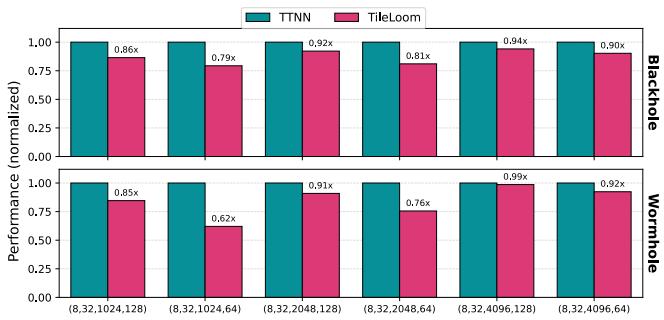 TTNN TileLoom
Performance (normalized)
1.00
0.75
0.50
0.25
0.00
0.86x 0.79x 0.92x 0.81x 0.94x 0.90x
Blackhole
1.00
0.75
0.50
0.25
0.00
0.85x 0.62x 0.91x 0.76x 0.99x 0.92x
Wormhole
(8,32,1024,128) (8,32,1024,64) (8,32,2048,128) (8,32,2048,64) (8,32,4096,128) (8,32,4096,64)